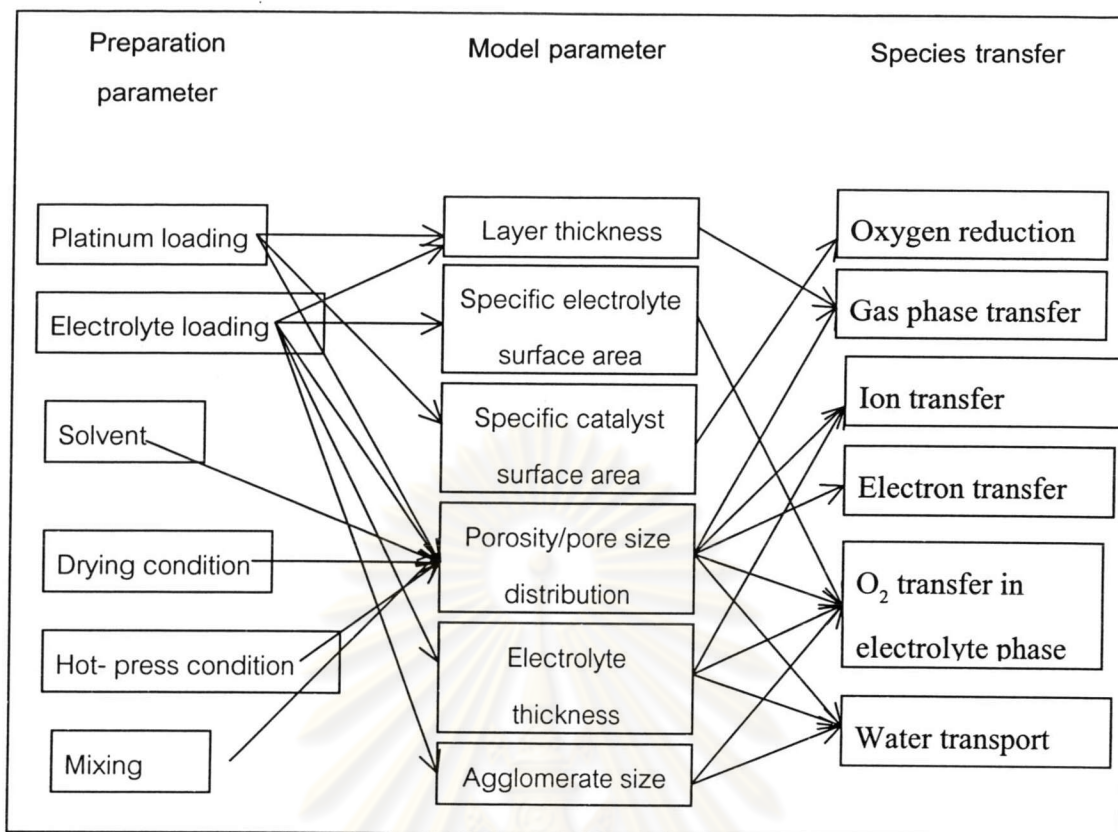 Preparation
parameter
Model parameter
Species transfer
Platinum loading
Electrolyte loading
Solvent
Drying condition
Hot- press condition
Mixing
Layer thickness
Specific electrolyte
surface area
Specific catalyst
surface area
Porosity/pore size
distribution
Electrolyte
thickness
Agglomerate size
Oxygen reduction
Gas phase transfer
Ion transfer
Electron transfer
O₂ transfer in
electrolyte phase
Water transport